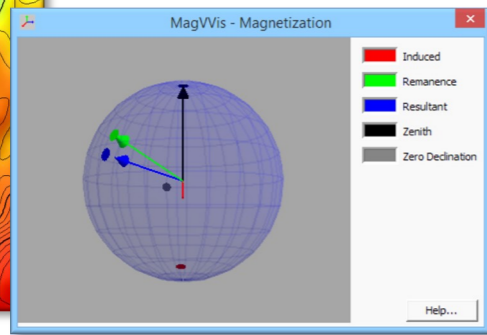 MagVVis - Magnetization
Induced
Remanence
Resultant
Zenith
Zero Declination
Help...